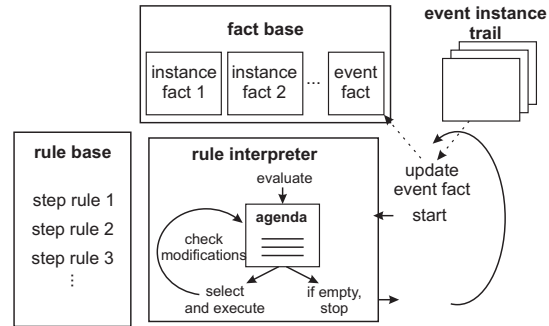 event instance
trail
fact base
instance
fact 1
instance
fact 2
...
event
fact
rule base
step rule 1
step rule 2
step rule 3
⋮
rule interpreter
evaluate
agenda
check
modifications
select
and execute
if empty,
stop
update
event fact
start